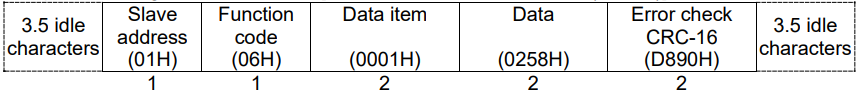 3.5 idle characters | Slave address (01H) | Function code (06H) | Data item (0001H) | Data (0258H) | Error check CRC-16 (D890H) | 3.5 idle characters
1 1 2 2 2